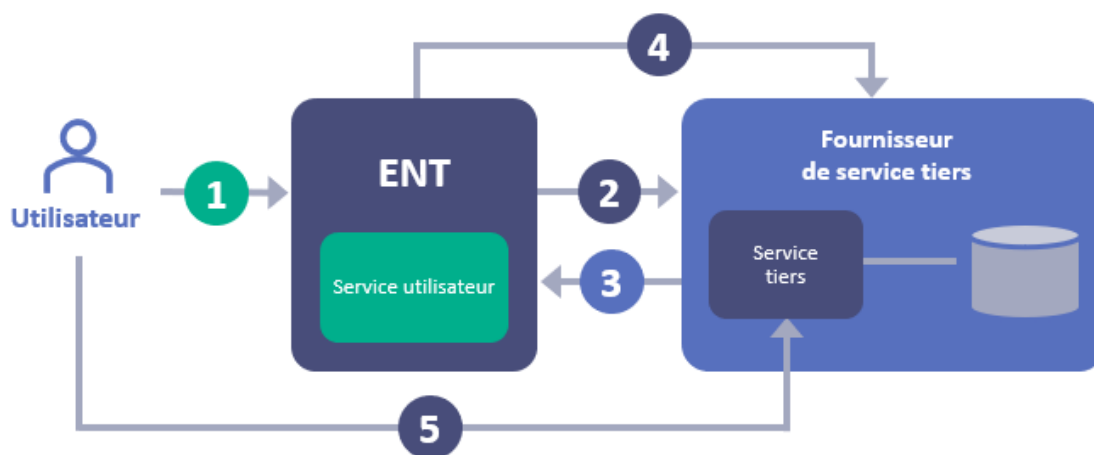 4
Fournisseur
de service tiers
ENT
1
2
Utilisateur
Service
tiers
Service utilisateur
3
5